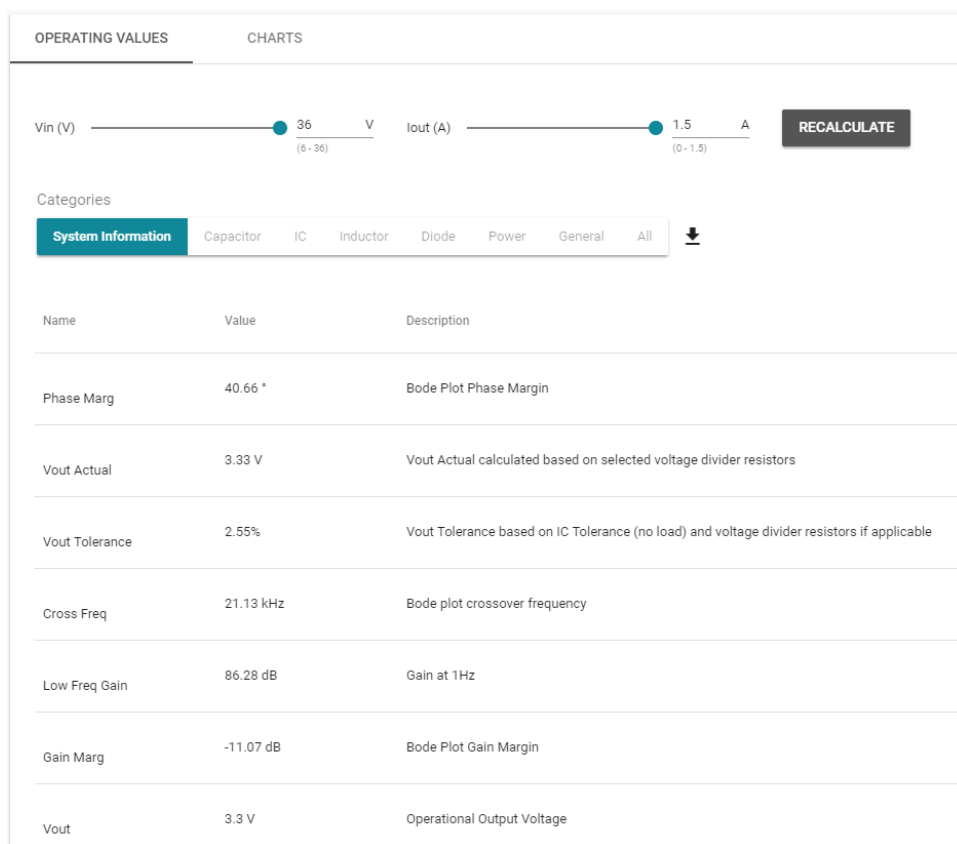 OPERATING VALUES CHARTS
Vin (V) 36 V Iout (A) 1.5 A RECALCULATE
(6 - 36) (0 - 1.5)
Categories
System Information Capacitor IC Inductor Diode Power General All
Name Value Description
Phase Marg 40.66 ° Bode Plot Phase Margin
Vout Actual 3.33 V Vout Actual calculated based on selected voltage divider resistors
Vout Tolerance 2.55% Vout Tolerance based on IC Tolerance (no load) and voltage divider resistors if applicable
Cross Freq 21.13 kHz Bode plot crossover frequency
Low Freq Gain 86.28 dB Gain at 1Hz
Gain Marg -11.07 dB Bode Plot Gain Margin
Vout 3.3 V Operational Output Voltage